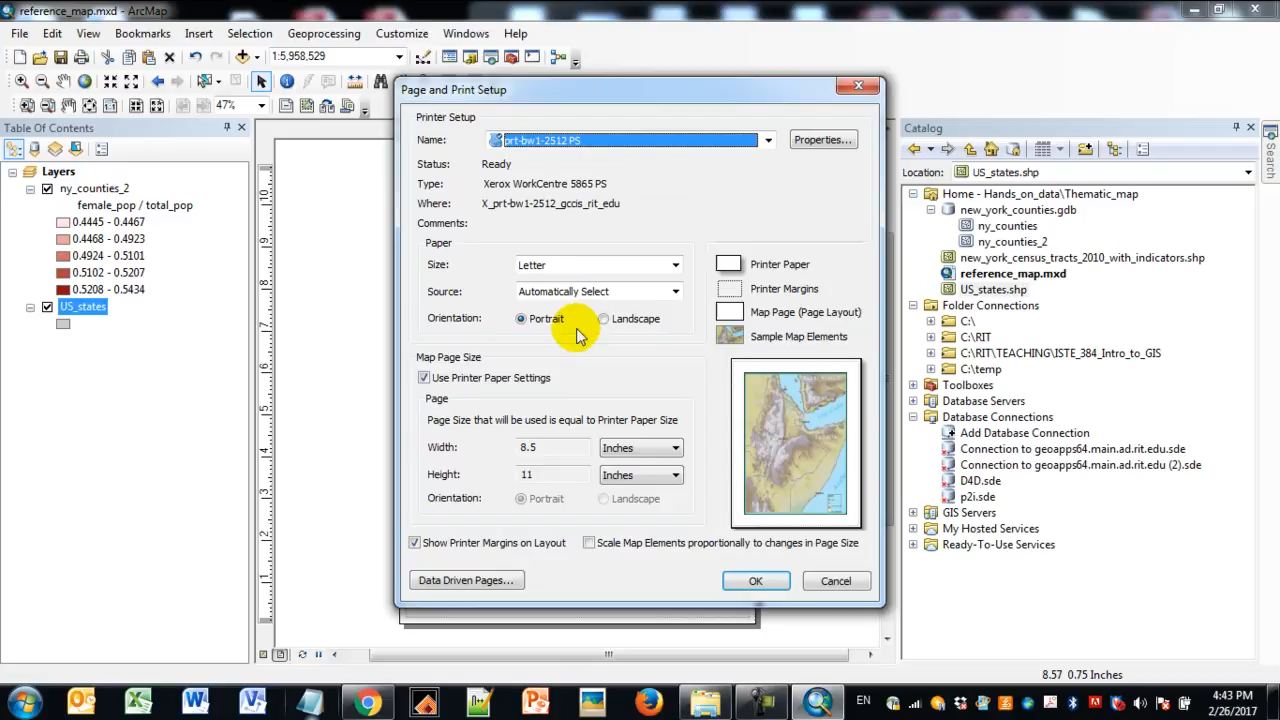 reference_map.mxd - ArcMap
File Edit View Bookmarks Insert Selection Geoprocessing Customize Windows Help
1:5,958,529
47%
Table Of Contents
Layers
ny_counties_2
female_pop / total_pop
0.4445 - 0.4467
0.4468 - 0.4923
0.4924 - 0.5101
0.5102 - 0.5207
0.5208 - 0.5434
US_states
10
9
8
7
6
5
4
3
2
1
Page and Print Setup
Printer Setup
Name: prt-bw1-2512 PS Properties...
Status: Ready
Type: Xerox WorkCentre 5865 PS
Where: X_prt-bw1-2512_gccis_rit_edu
Comments:
Paper
Size: Letter
Source: Automatically Select
Orientation: Portrait Landscape
Printer Paper
Printer Margins
Map Page (Page Layout)
Sample Map Elements
Map Page Size
Use Printer Paper Settings
Page
Page Size that will be used is equal to Printer Paper Size
Width: 8.5 Inches
Height: 11 Inches
Orientation: Portrait Landscape
Show Printer Margins on Layout Scale Map Elements proportionally to changes in Page Size
Data Driven Pages... OK Cancel
Catalog
Location: US_states.shp
Home - Hands_on_data\Thematic_map
new_york_counties.gdb
ny_counties
ny_counties_2
new_york_census_tracts_2010_with_indicators.shp
reference_map.mxd
US_states.shp
Folder Connections
C:\
C:\RIT
C:\RIT\TEACHING\ISTE_384_Intro_to_GIS
C:\temp
Toolboxes
Database Servers
Database Connections
Add Database Connection
Connection to geoapps64.main.ad.rit.edu.sde
Connection to geoapps64.main.ad.rit.edu (2).sde
D4D.sde
p2i.sde
GIS Servers
My Hosted Services
Ready-To-Use Services
Search
8.57 0.75 Inches
EN
4:43 PM
2/26/2017